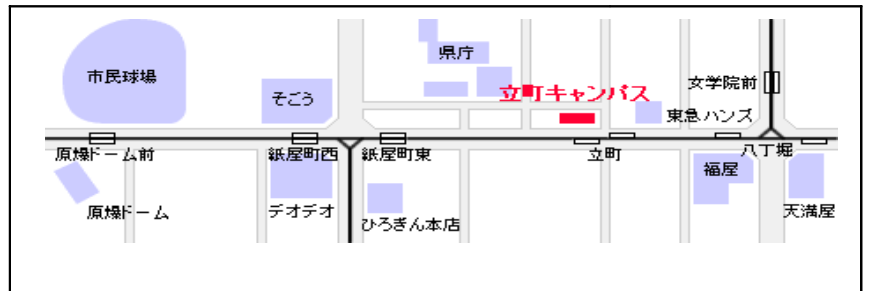 県庁
市民球場
女学院前
そごう
立町キャンパス
東急ハンズ
原爆ドーム前
紙屋町西
紙屋町東
立町
八丁堀
福屋
原爆ドーム
デオデオ
天満屋
ひろぎん本店